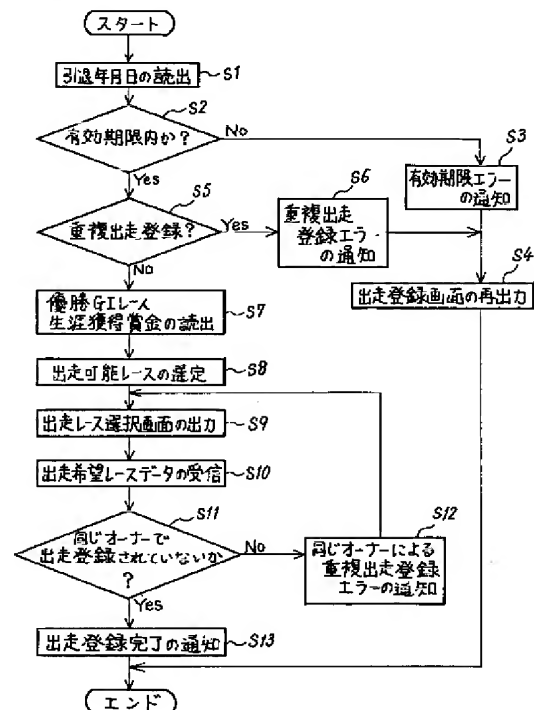 スタート
引退年月日の読出
S1
S2
有効期限内か？
No
Yes
S3
有効期限エラー
の通知
S5
重複出走登録？
Yes
No
S6
重複出走
登録エラー
の通知
S4
出走登録画面の再出力
優勝GIレース
生涯獲得賞金の読出
S7
出走可能レースの選定
S8
出走レース選択画面の出力
S9
出走希望レースデータの受信
S10
S11
同じオーナーで
出走登録されていないか
？
No
Yes
S12
同じオーナーによる
重複出走登録
エラーの通知
出走登録完了の通知
S13
エンド